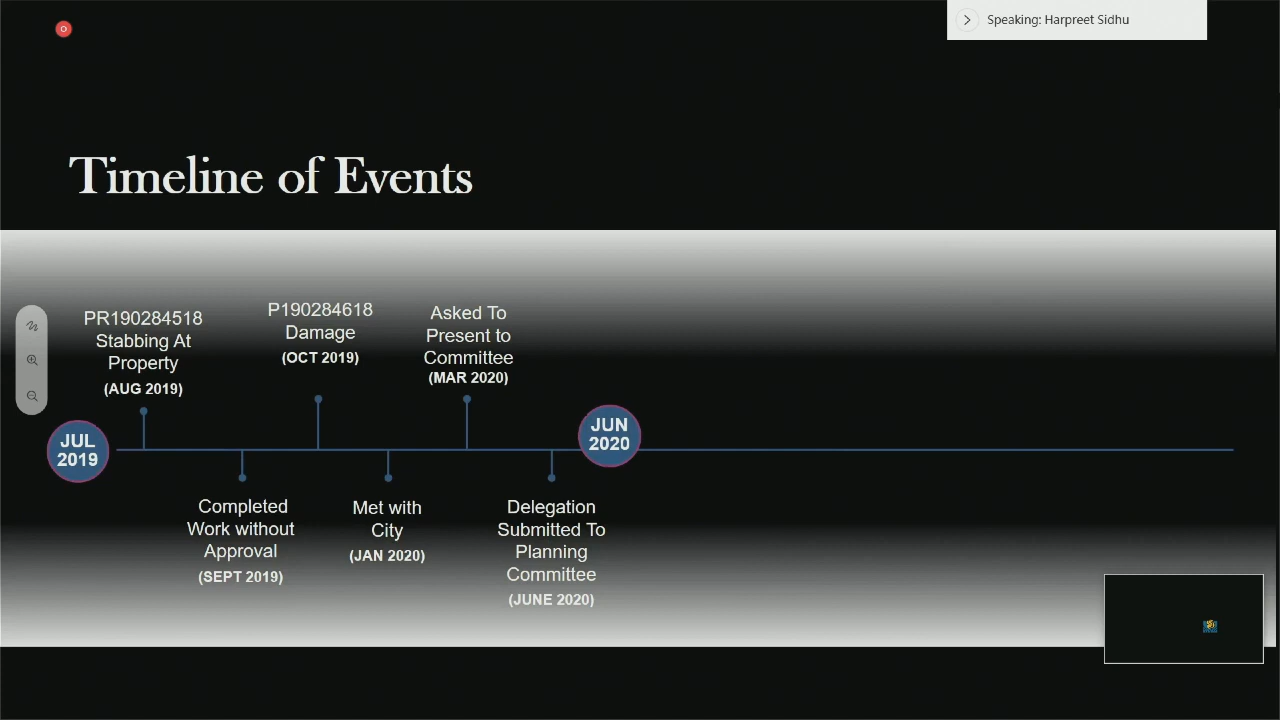 Speaking: Harpreet Sidhu
Timeline of Events
PR190284518
Stabbing At
Property
(AUG 2019)
P190284618
Damage
(OCT 2019)
Asked To
Present to
Committee
(MAR 2020)
JUL
2019
JUN
2020
Completed
Work without
Approval
(SEPT 2019)
Met with
City
(JAN 2020)
Delegation
Submitted To
Planning
Committee
(JUNE 2020)